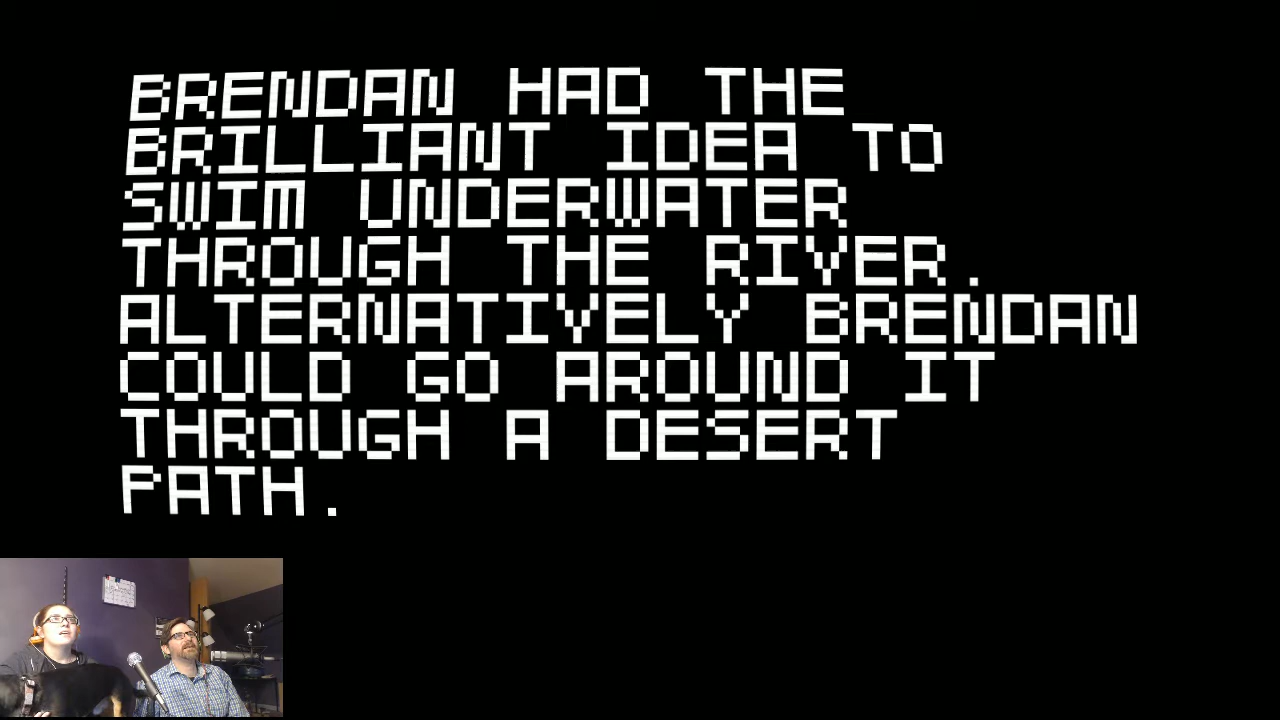 BRENDAN HAD THE
BRILLIANT IDEA TO
SWIM UNDERWATER
THROUGH THE RIVER.
ALTERNATIVELY BRENDAN
COULD GO AROUND IT
THROUGH A DESERT
PATH.